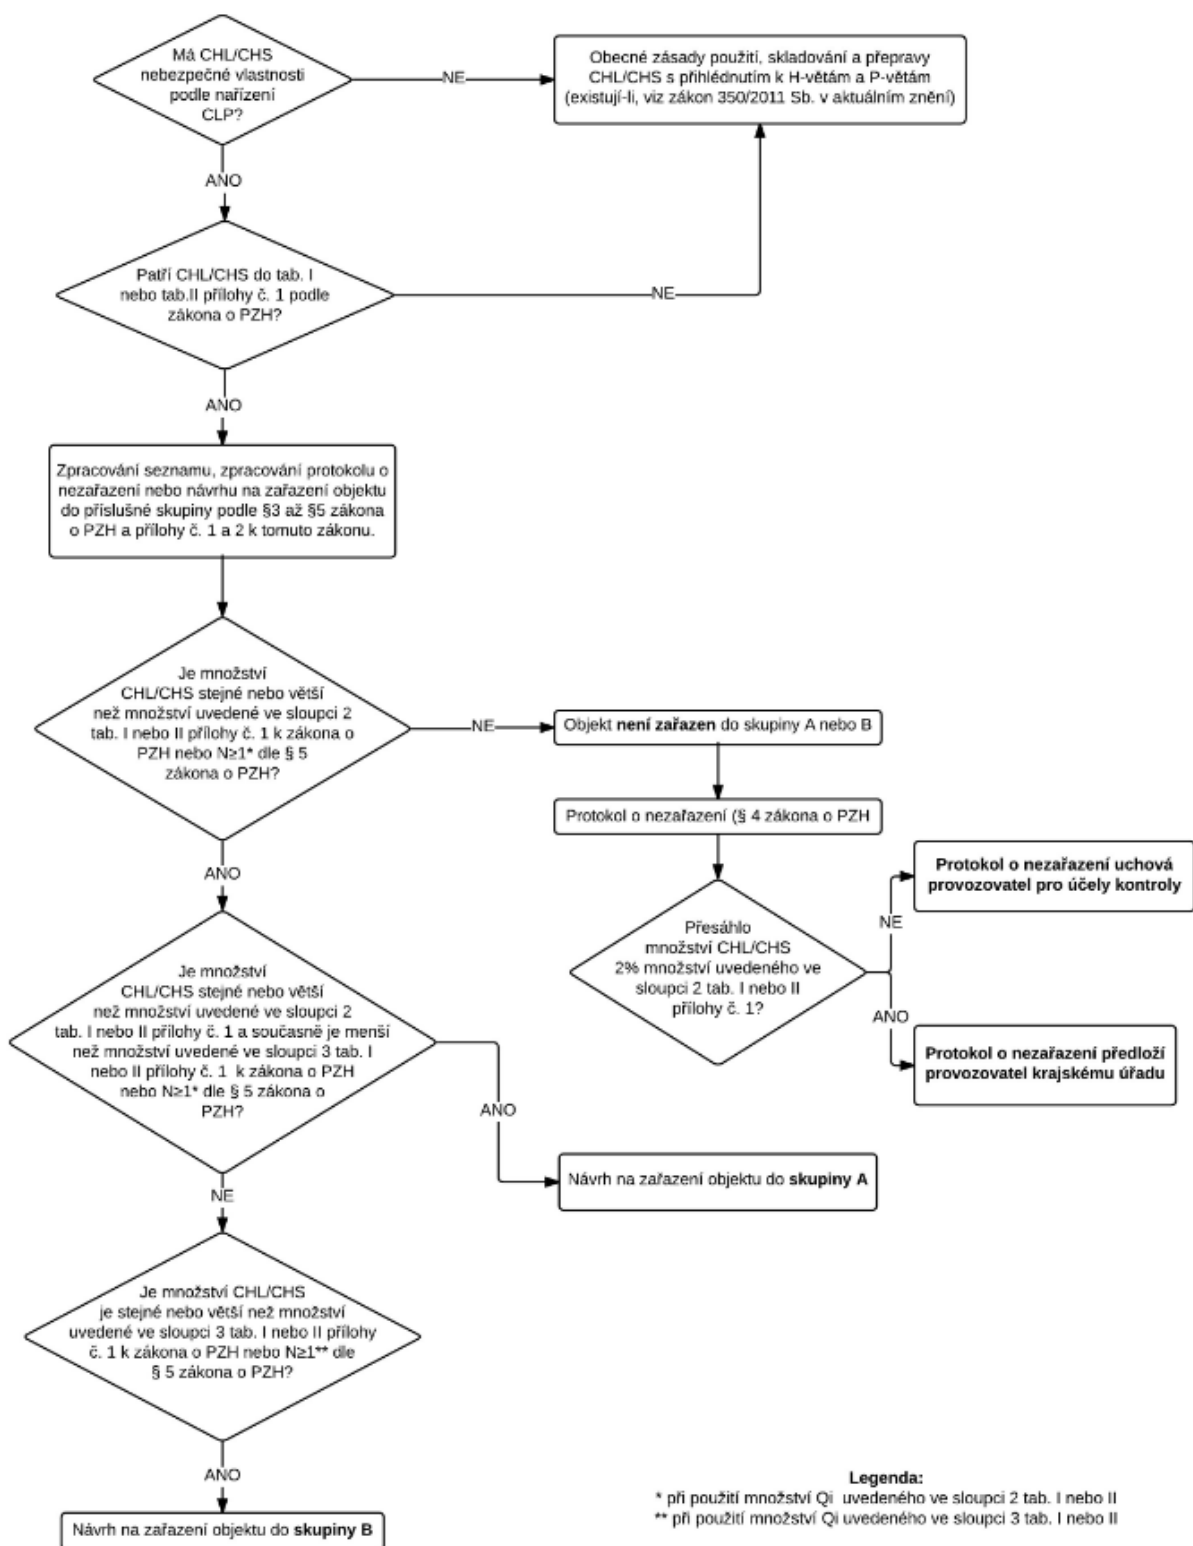 Má CHL/CHS
nebezpečné vlastnosti
podle nařízení
CLP?
NE
Obecné zásady použití, skladování a přepravy
CHL/CHS s přihlédnutím k H-větám a P-větám
(existují-li, viz zákon 350/2011 Sb. v aktuálním znění)
ANO
Patří CHL/CHS do tab. I
nebo tab.II přílohy č. 1 podle
zákona o PZH?
NE
ANO
Zpracování seznamu, zpracování protokolu o
nezařazení nebo návrhu na zařazení objektu
do příslušné skupiny podle §3 až §5 zákona
o PZH a přílohy č. 1 a 2 k tomuto zákonu.
Je množství
CHL/CHS stejné nebo větší
než množství uvedené ve sloupci 2
tab. I nebo II přílohy č. 1 k zákona o
PZH nebo N≥1* dle § 5
zákona o PZH?
NE
Objekt není zařazen do skupiny A nebo B
Protokol o nezařazení (§ 4 zákona o PZH
ANO
Přesáhlo
množství CHL/CHS
2% množství uvedeného ve
sloupci 2 tab. I nebo II
přílohy č. 1?
NE
Protokol o nezařazení uchová
provozovatel pro účely kontroly
ANO
Protokol o nezařazení předloží
provozovatel krajskému úřadu
Je množství
CHL/CHS stejné nebo větší
než množství uvedené ve sloupci 2
tab. I nebo II přílohy č. 1 a současně je menší
než množství uvedené ve sloupci 3 tab. I
nebo II přílohy č. 1 k zákona o PZH
nebo N≥1* dle § 5 zákona o
PZH?
ANO
Návrh na zařazení objektu do skupiny A
NE
Je množství CHL/CHS
je stejné nebo větší než množství
uvedené ve sloupci 3 tab. I nebo II přílohy
č. 1 k zákona o PZH nebo N≥1** dle
§ 5 zákona o PZH?
ANO
Návrh na zařazení objektu do skupiny B
Legenda:
* při použití množství Qi uvedeného ve sloupci 2 tab. I nebo II
** při použití množství Qi uvedeného ve sloupci 3 tab. I nebo II